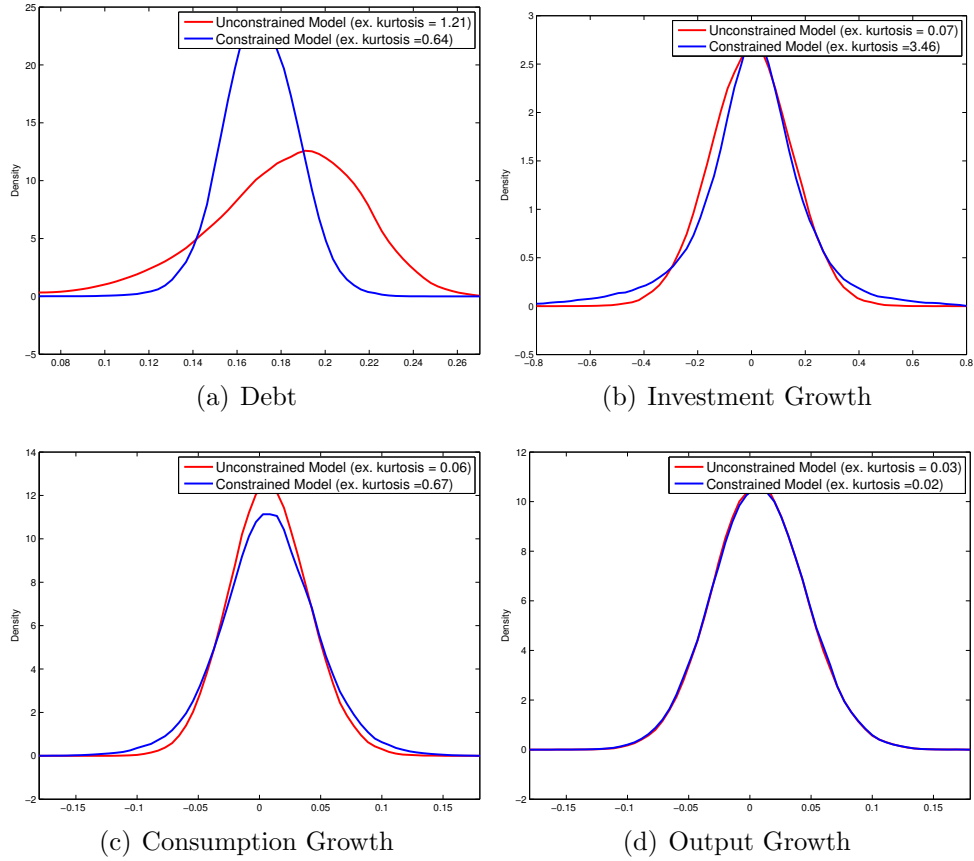 Unconstrained Model (ex. kurtosis = 1.21)
Constrained Model (ex. kurtosis =0.64)
25
20
15
10
5
0
−5
Density
0.08 0.1 0.12 0.14 0.16 0.18 0.2 0.22 0.24 0.26
(a) Debt
Unconstrained Model (ex. kurtosis = 0.07)
Constrained Model (ex. kurtosis =3.46)
3
2.5
2
1.5
1
0.5
0
−0.5
Density
−0.8 −0.6 −0.4 −0.2 0 0.2 0.4 0.6 0.8
(b) Investment Growth
Unconstrained Model (ex. kurtosis = 0.06)
Constrained Model (ex. kurtosis =0.67)
14
12
10
8
6
4
2
0
−2
Density
−0.15 −0.1 −0.05 0 0.05 0.1 0.15
(c) Consumption Growth
Unconstrained Model (ex. kurtosis = 0.03)
Constrained Model (ex. kurtosis =0.02)
12
10
8
6
4
2
0
−2
Density
−0.15 −0.1 −0.05 0 0.05 0.1 0.15
(d) Output Growth